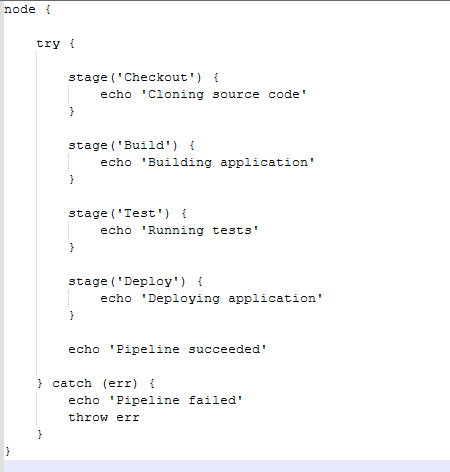 node {
try {
stage('Checkout') {
echo 'Cloning source code'
}
stage('Build') {
echo 'Building application'
}
stage('Test') {
echo 'Running tests'
}
stage('Deploy') {
echo 'Deploying application'
}
echo 'Pipeline succeeded'
} catch (err) {
echo 'Pipeline failed'
throw err
}
}